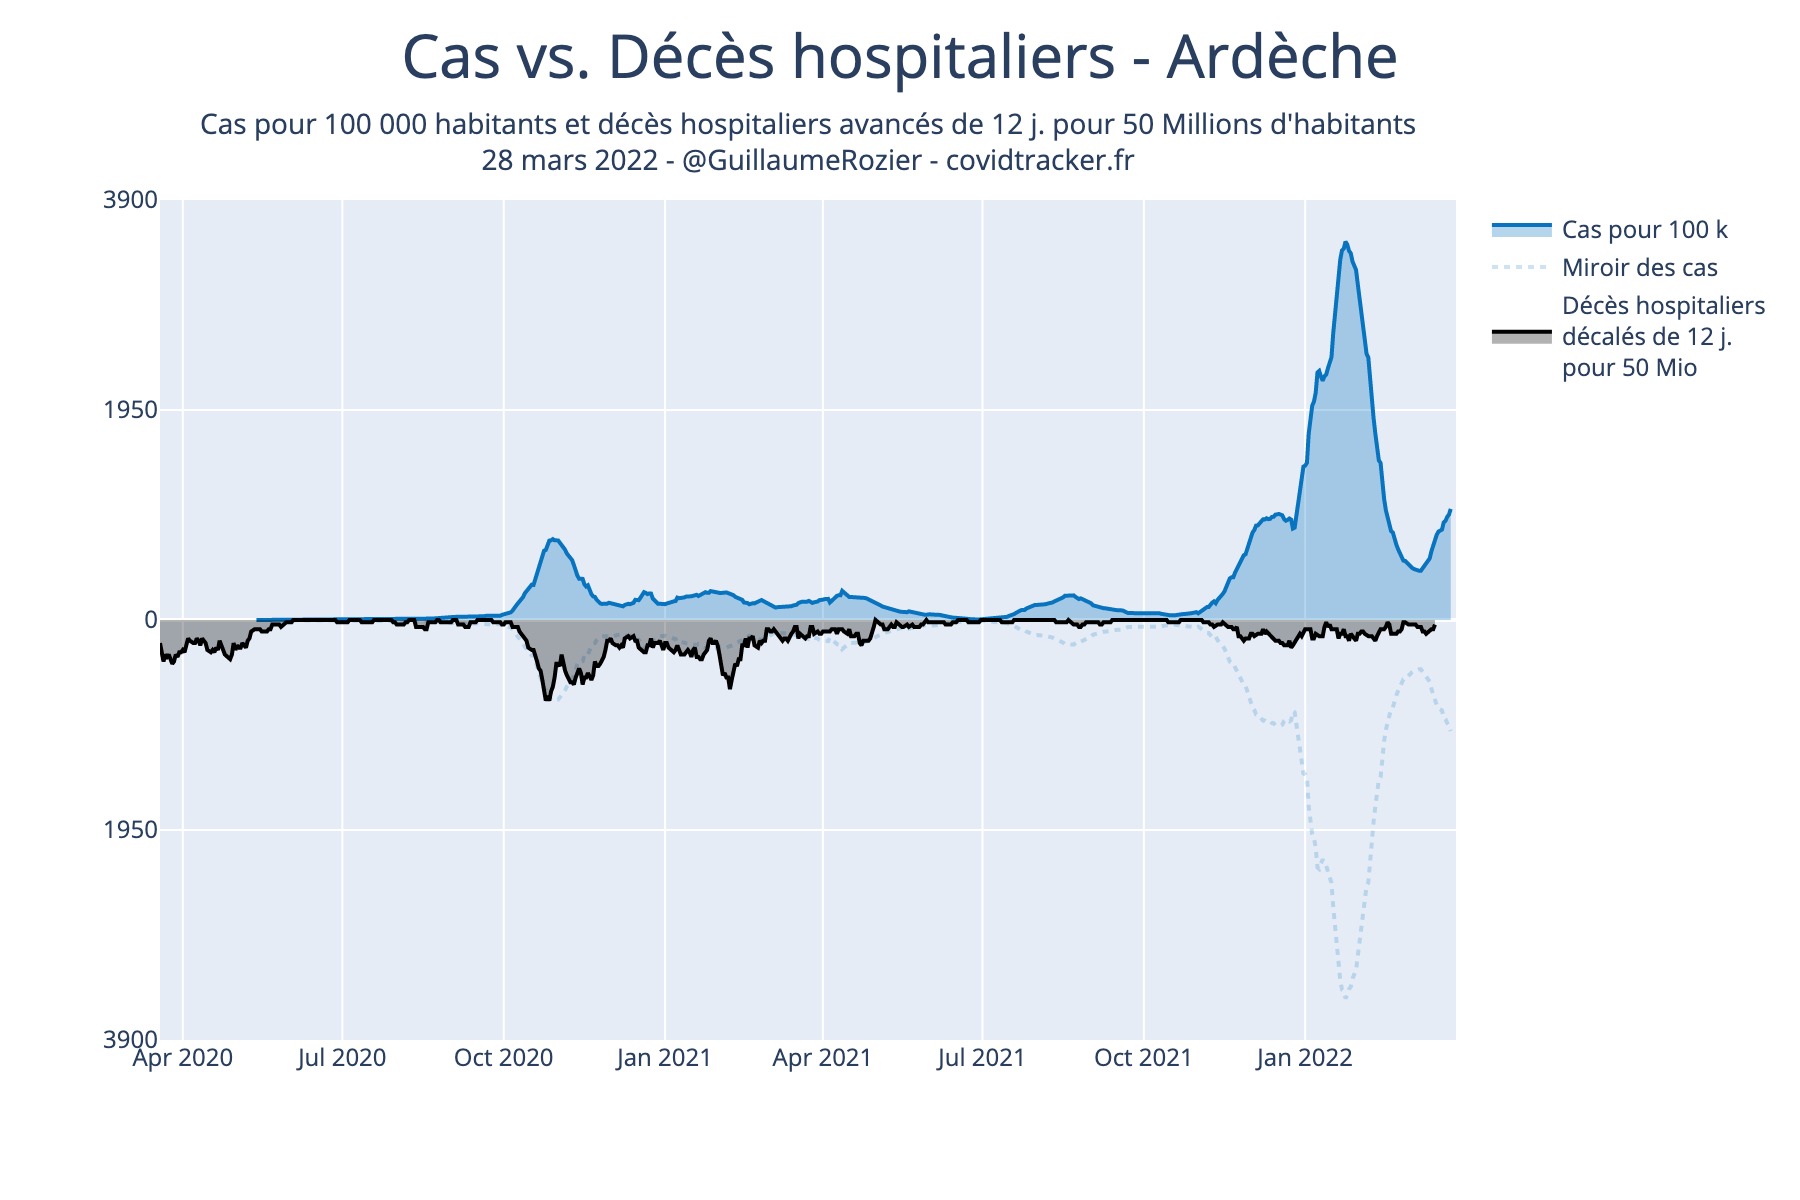 Cas vs. Décès hospitaliers - Ardèche
Cas pour 100 000 habitants et décès hospitaliers avancés de 12 j. pour 50 Millions d'habitants
28 mars 2022 - @GuillaumeRozier - covidtracker.fr
3900
1950
0
1950
3900
Apr 2020
Jul 2020
Oct 2020
Jan 2021
Apr 2021
Jul 2021
Oct 2021
Jan 2022
Cas pour 100 k
Miroir des cas
Décès hospitaliers
décalés de 12 j.
pour 50 Mio